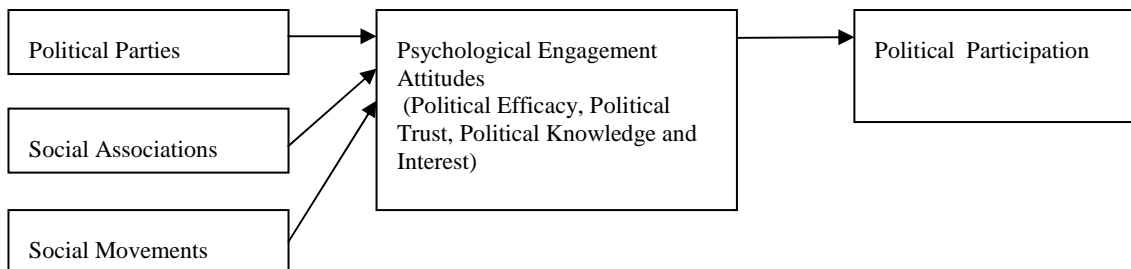 Political Parties
Social Associations
Social Movements
Psychological Engagement
Attitudes
(Political Efficacy, Political
Trust, Political Knowledge and
Interest)
Political Participation